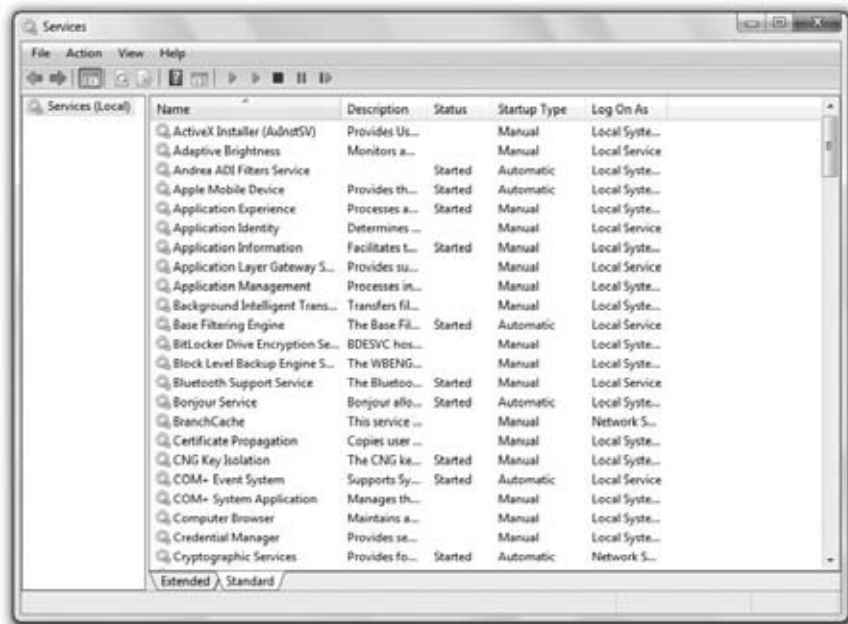 Services
File Action View Help
Services (Local)
Name Description Status Startup Type Log On As
ActiveX Installer (AxInstSV) Provides Us... Manual Local Syste...
Adaptive Brightness Monitors a... Manual Local Service
Andrea ADI Filters Service Started Automatic Local Syste...
Apple Mobile Device Provides th... Started Automatic Local Syste...
Application Experience Processes a... Started Manual Local Syste...
Application Identity Determines ... Manual Local Service
Application Information Facilitates t... Started Manual Local Syste...
Application Layer Gateway S... Provides su... Manual Local Service
Application Management Processes in... Manual Local Syste...
Background Intelligent Trans... Transfers fil... Manual Local Syste...
Base Filtering Engine The Base Fil... Started Automatic Local Service
BitLocker Drive Encryption Se... BDESVC hos... Manual Local Syste...
Block Level Backup Engine S... The WBENG... Manual Local Syste...
Bluetooth Support Service The Bluetoo... Started Manual Local Service
Bonjour Service Bonjour allo... Started Automatic Local Syste...
BranchCache This service ... Manual Network S...
Certificate Propagation Copies user ... Manual Local Syste...
CNG Key Isolation The CNG ke... Started Manual Local Syste...
COM+ Event System Supports Sy... Started Automatic Local Service
COM+ System Application Manages th... Manual Local Syste...
Computer Browser Maintains a... Manual Local Syste...
Credential Manager Provides se... Manual Local Syste...
Cryptographic Services Provides fo... Started Automatic Network S...
Extended Standard